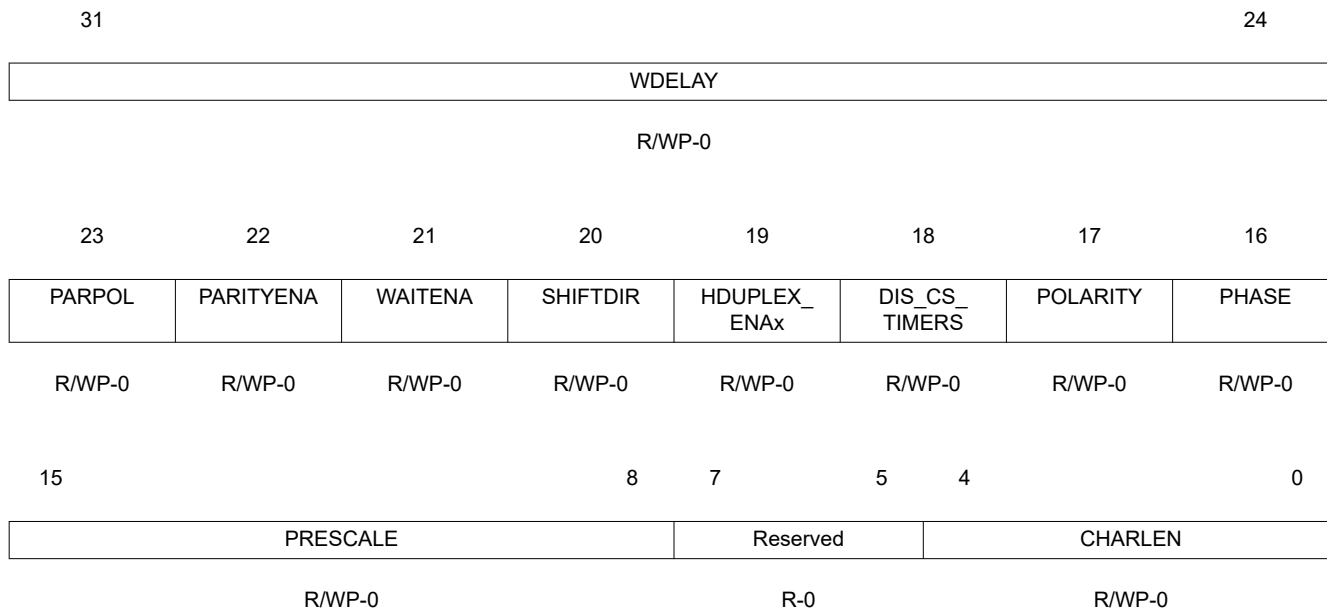 31 24
WDELAY
R/WP-0
23 22 21 20 19 18 17 16
PARPOL PARITYENA WAITENA SHIFTDIR HDUPLEX_ DIS_CS_ POLARITY PHASE
ENAx TIMERS
R/WP-0 R/WP-0 R/WP-0 R/WP-0 R/WP-0 R/WP-0 R/WP-0 R/WP-0
15 8 7 5 4 0
PRESCALE Reserved CHARLEN
R/WP-0 R-0 R/WP-0